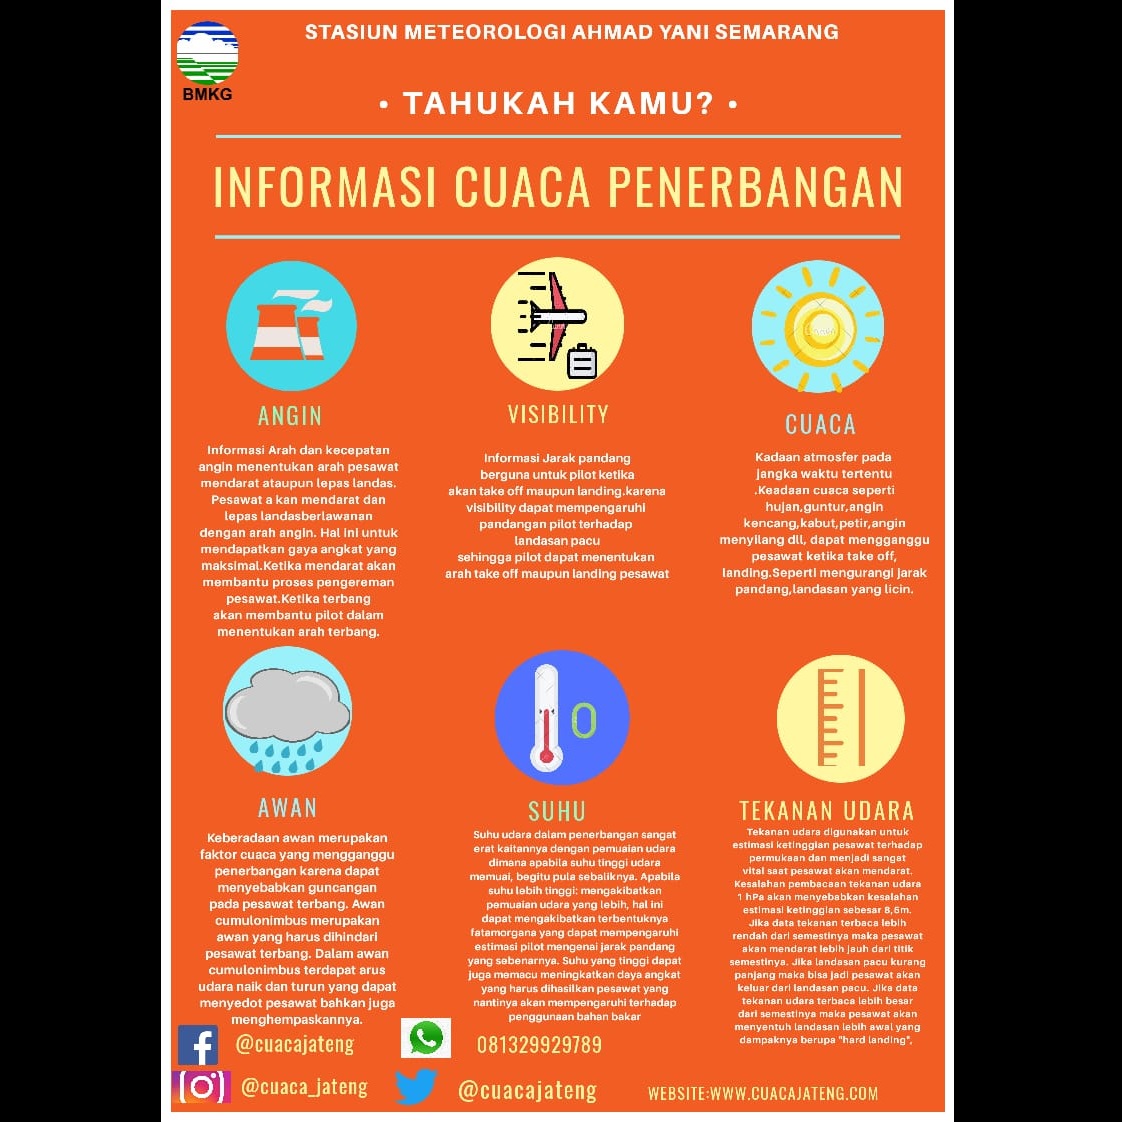 STASIUN METEOROLOGI AHMAD YANI SEMARANG
BMKG
• TAHUKAH KAMU? •
INFORMASI CUACA PENERBANGAN
ANGIN
Informasi Arah dan kecepatan
angin menentukan arah pesawat
mendarat ataupun lepas landas.
Pesawat a kan mendarat dan
lepas landasberlawanan
dengan arah angin. Hal ini untuk
mendapatkan gaya angkat yang
maksimal.Ketika mendarat akan
membantu proses pengereman
pesawat.Ketika terbang
akan membantu pilot dalam
menentukan arah terbang.
VISIBILITY
Informasi Jarak pandang
berguna untuk pilot ketika
akan take off maupun landing.karena
visibility dapat mempengaruhi
pandangan pilot terhadap
landasan pacu
sehingga pilot dapat menentukan
arah take off maupun landing pesawat
CUACA
Kadaan atmosfer pada
jangka waktu tertentu
.Keadaan cuaca seperti
hujan,guntur,angin
kencang,kabut,petir,angin
menyilang dll, dapat mengganggu
pesawat ketika take off,
landing.Seperti mengurangi jarak
pandang,landasan yang licin.
AWAN
Keberadaan awan merupakan
faktor cuaca yang mengganggu
penerbangan karena dapat
menyebabkan guncangan
pada pesawat terbang. Awan
cumulonimbus merupakan
awan yang harus dihindari
pesawat terbang. Dalam awan
cumulonimbus terdapat arus
udara naik dan turun yang dapat
menyedot pesawat bahkan juga
menghempaskannya.
SUHU
Suhu udara dalam penerbangan sangat
erat kaitannya dengan pemuaian udara
dimana apabila suhu tinggi udara
memuai, begitu pula sebaliknya. Apabila
suhu lebih tinggi: mengakibatkan
pemuaian udara yang lebih, hal ini
dapat mengakibatkan terbentuknya
fatamorgana yang dapat mempengaruhi
estimasi pilot mengenai jarak pandang
yang sebenarnya. Suhu yang tinggi dapat
juga memacu meningkatkan daya angkat
yang harus dihasilkan pesawat yang
nantinya akan mempengaruhi terhadap
penggunaan bahan bakar
TEKANAN UDARA
Tekanan udara digunakan untuk
estimasi ketinggian pesawat terhadap
permukaan dan menjadi sangat
vital saat pesawat akan mendarat.
Kesalahan pembacaan tekanan udara
1 hPa akan menyebabkan kesalahan
estimasi ketinggian sebesar 8,6m.
Jika data tekanan terbaca lebih
rendah dari semestinya maka pesawat
akan mendarat lebih jauh dari titik
semestinya. Jika landasan pacu kurang
panjang maka bisa jadi pesawat akan
keluar dari landasan pacu. Jika data
tekanan udara terbaca lebih besar
dari semestinya maka pesawat akan
menyentuh landasan lebih awal yang
dampaknya berupa "hard landing",
@cuacajateng
081329929789
@cuaca_jateng
@cuacajateng
WEBSITE:WWW.CUACAJATENG.COM